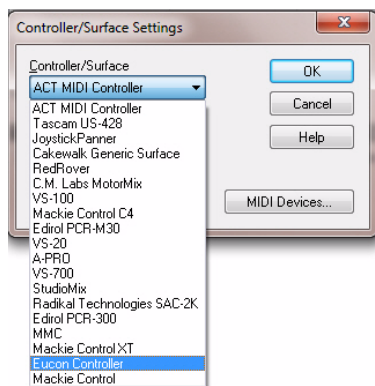 Controller/Surface Settings
Controller/Surface
ACT MIDI Controller
OK
ACT MIDI Controller
Tascam US-428
JoystickPanner
Cakewalk Generic Surface
RedRover
C.M. Labs MotorMix
VS-100
Mackie Control C4
Edirol PCR-M30
VS-20
A-PRO
VS-700
StudioMix
Radikal Technologies SAC-2K
Edirol PCR-300
MMC
Mackie Control XT
Eucon Controller
Mackie Control
Cancel
Help
MIDI Devices...